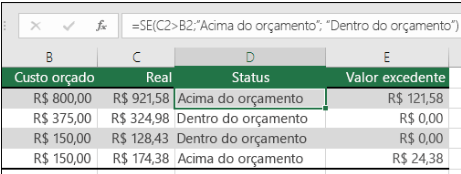 fx =SE(C2>B2;"Acima do orçamento"; "Dentro do orçamento")
B C D E
Custo orçado Real Status Valor excedente
R$ 800,00 R$ 921,58 Acima do orçamento R$ 121,58
R$ 375,00 R$ 324,98 Dentro do orçamento R$ 0,00
R$ 150,00 R$ 128,43 Dentro do orçamento R$ 0,00
R$ 150,00 R$ 174,38 Acima do orçamento R$ 24,38